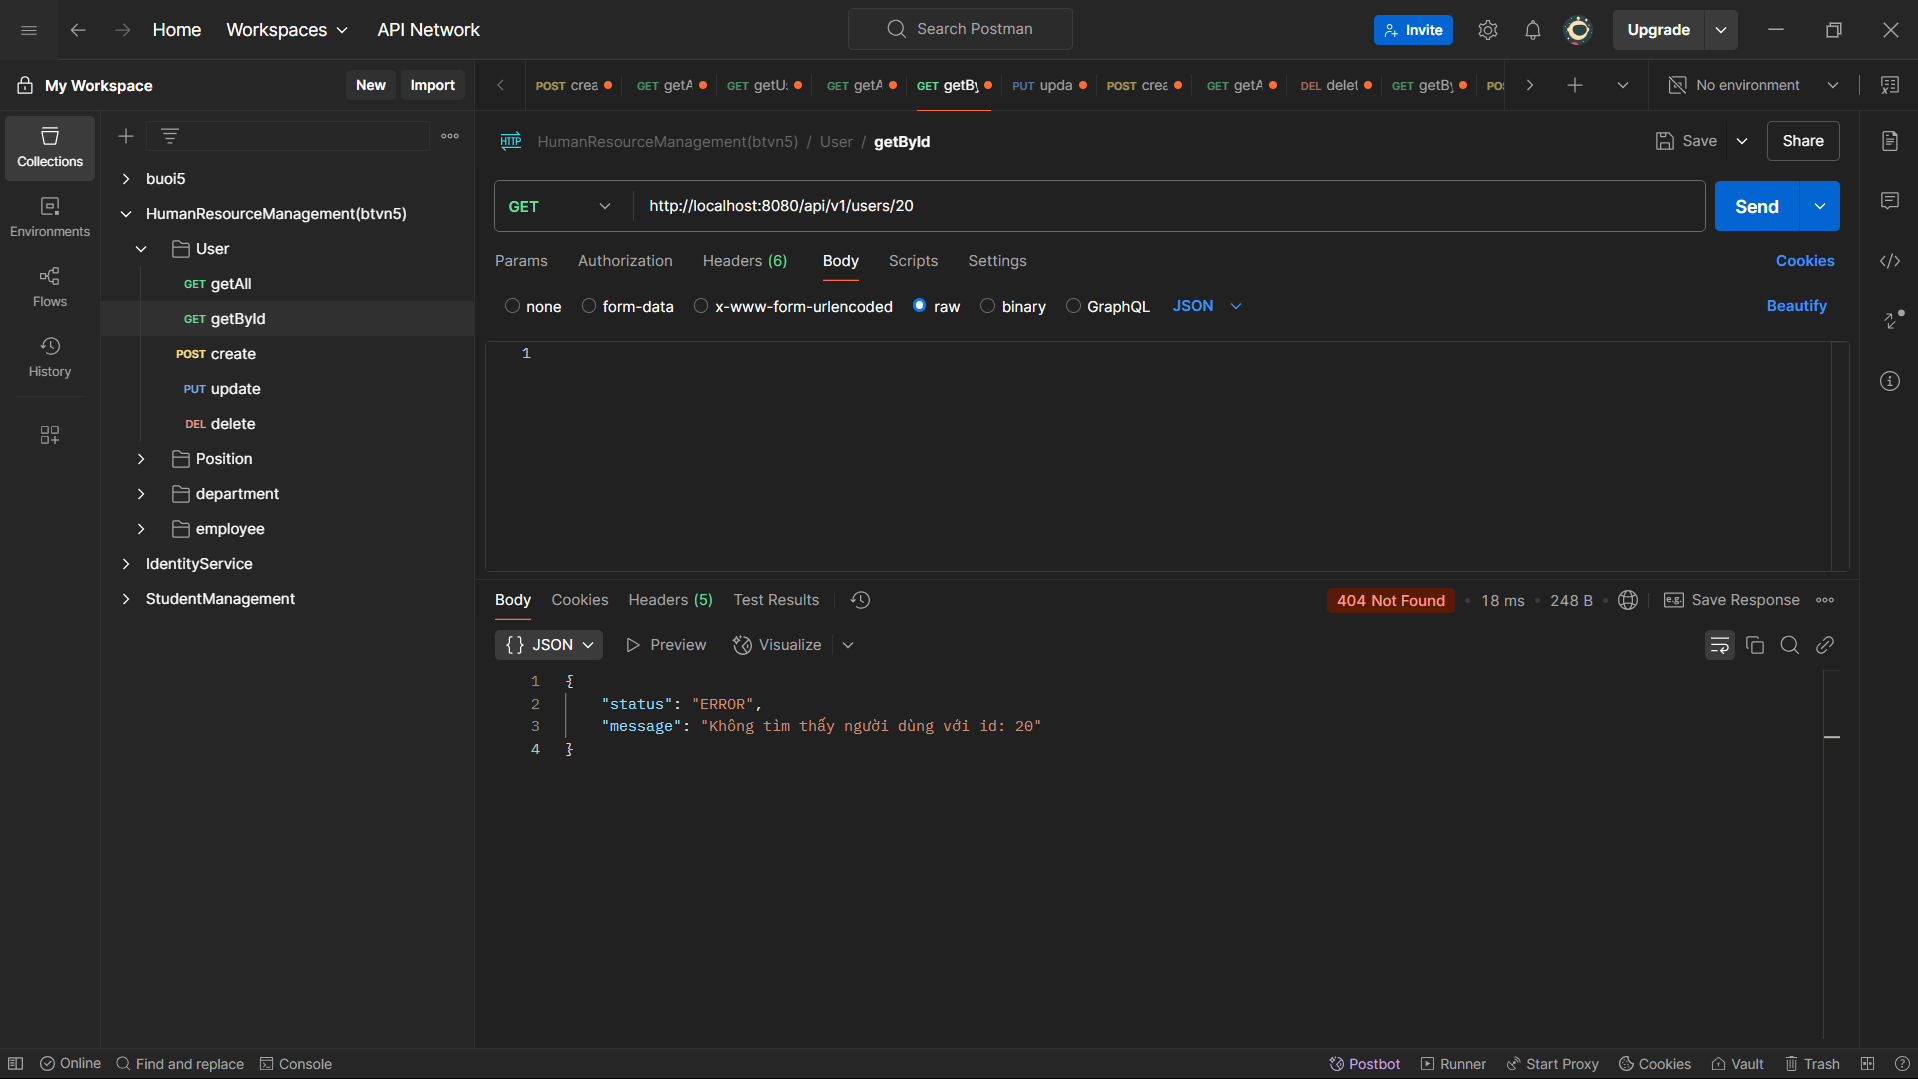 Home Workspaces API Network Search Postman Invite Upgrade
My Workspace New Import
POST crea GET getA GET getU GET getA GET getBy PUT upda POST crea GET getA DEL delet GET getBy No environment
Collections
Environments
Flows
History
buoi5
HumanResourceManagement(btvn5)
User
GET getAll
GET getById
POST create
PUT update
DEL delete
Position
department
employee
IdentityService
StudentManagement
HTTP HumanResourceManagement(btvn5) / User / getById Save Share
GET http://localhost:8080/api/v1/users/20 Send
Params Authorization Headers (6) Body Scripts Settings Cookies
none form-data x-www-form-urlencoded raw binary GraphQL JSON Beautify
1
Body Cookies Headers (5) Test Results 404 Not Found • 18 ms • 248 B • e.g. Save Response
{} JSON Preview Visualize
1 {
2 "status": "ERROR",
3 "message": "Không tìm thấy người dùng với id: 20"
4 }
Online Find and replace Console Postbot Runner Start Proxy Cookies Vault Trash